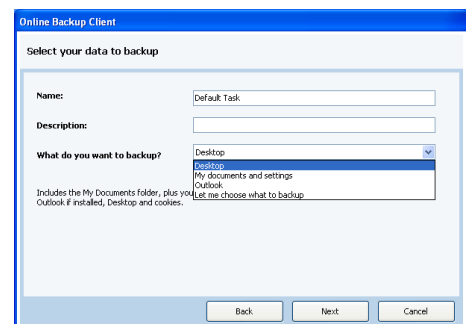 Online Backup Client
Select your data to backup
Name:
Default Task
Description:
What do you want to backup?
Desktop
Desktop
My documents and settings
Outlook
Let me choose what to backup
Includes the My Documents folder, plus you
Outlook if installed, Desktop and cookies.
Back
Next
Cancel